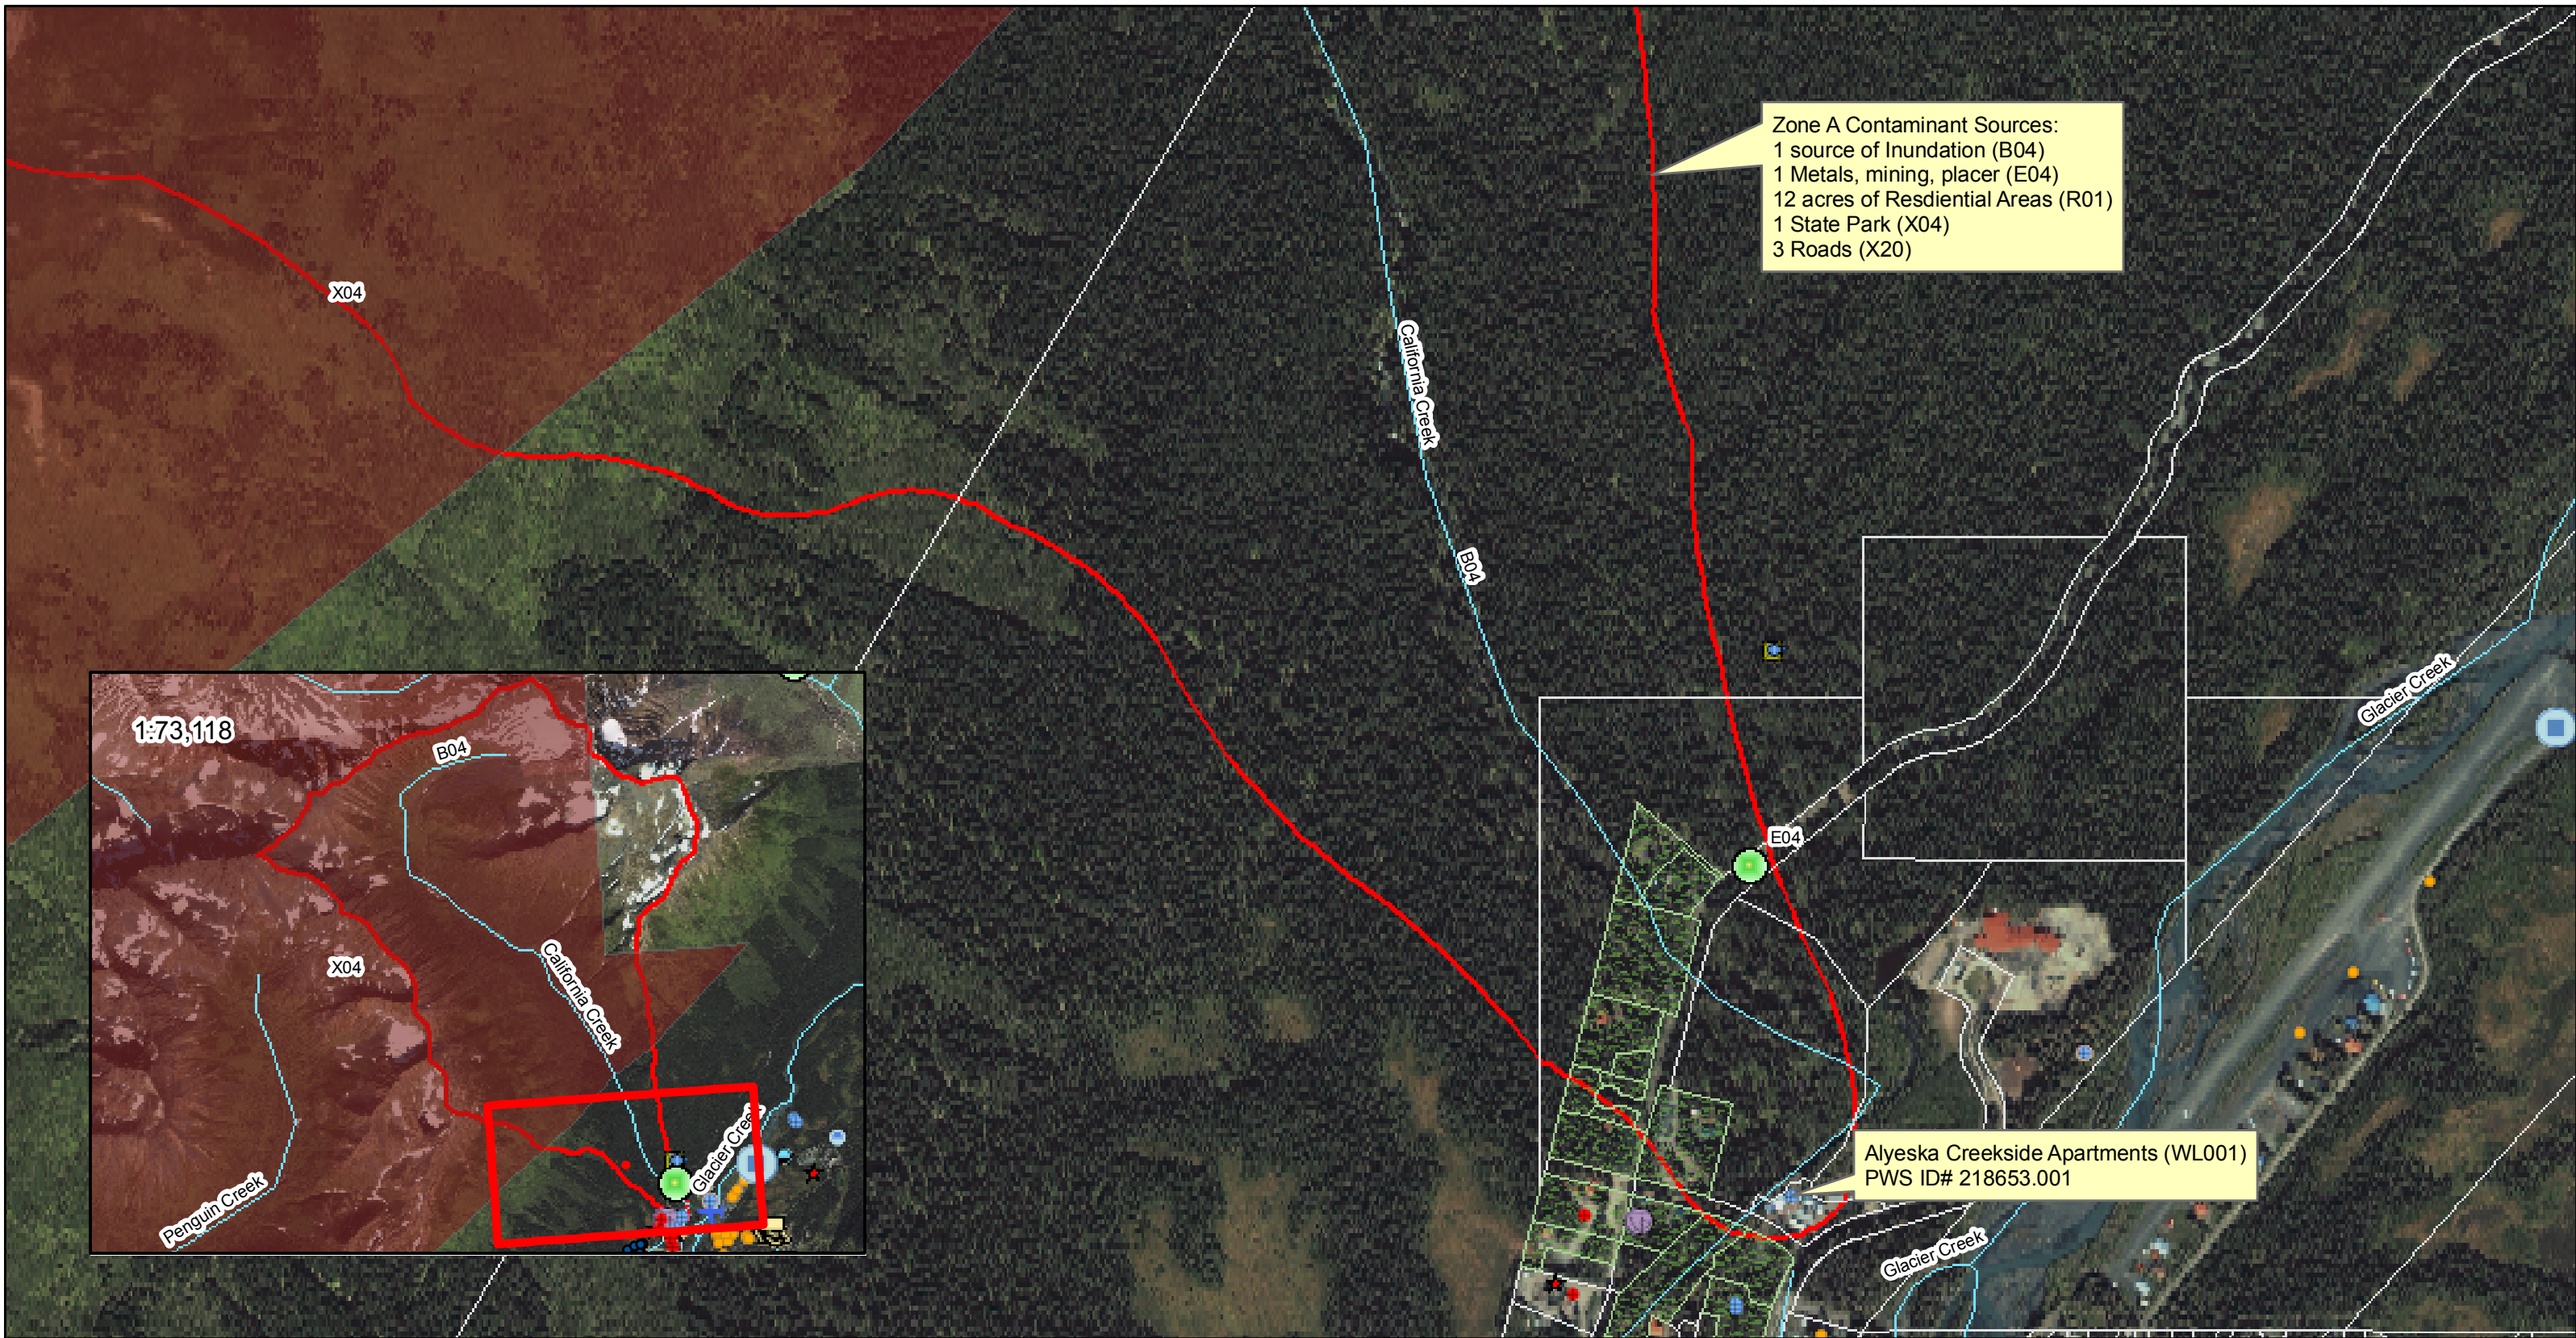 Zone A Contaminant Sources:
1 source of Inundation (B04)
1 Metals, mining, placer (E04)
12 acres of Resdiential Areas (R01)
1 State Park (X04)
3 Roads (X20)
X04
California Creek
B04
Glacier Creek
E04
Alyeska Creekside Apartments (WL001)
PWS ID# 218653.001
Glacier Creek
1:73,118
B04
X04
California Creek
Glacier Creek
Penguin Creek